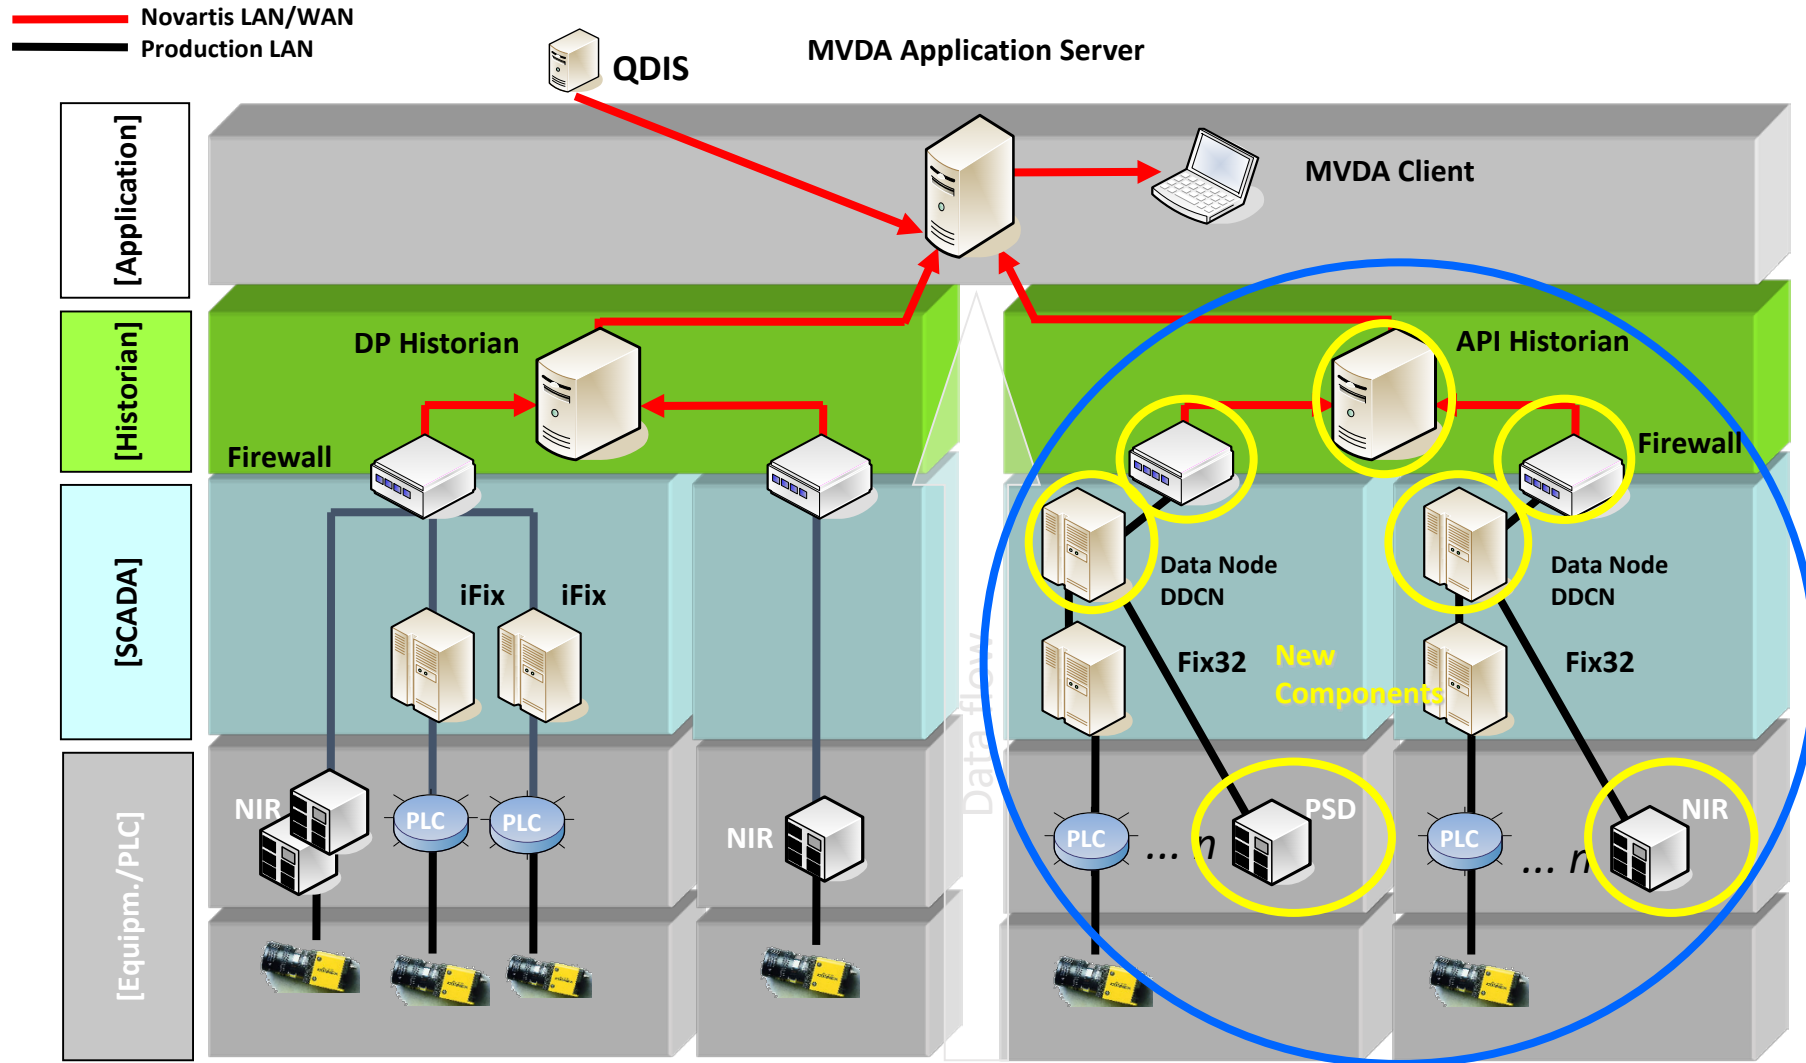 Novartis LAN/WAN
Production LAN
QDIS
MVDA Application Server
[Application]
MVDA Client
[Historian]
DP Historian
API Historian
Firewall
Firewall
[SCADA]
iFix
iFix
Data Node
DDCN
Data Node
DDCN
Fix32
New
Components
Fix32
Data flow
[Equipm./PLC]
NIR
PLC
PLC
NIR
PLC
... n
PSD
PLC
... n
NIR